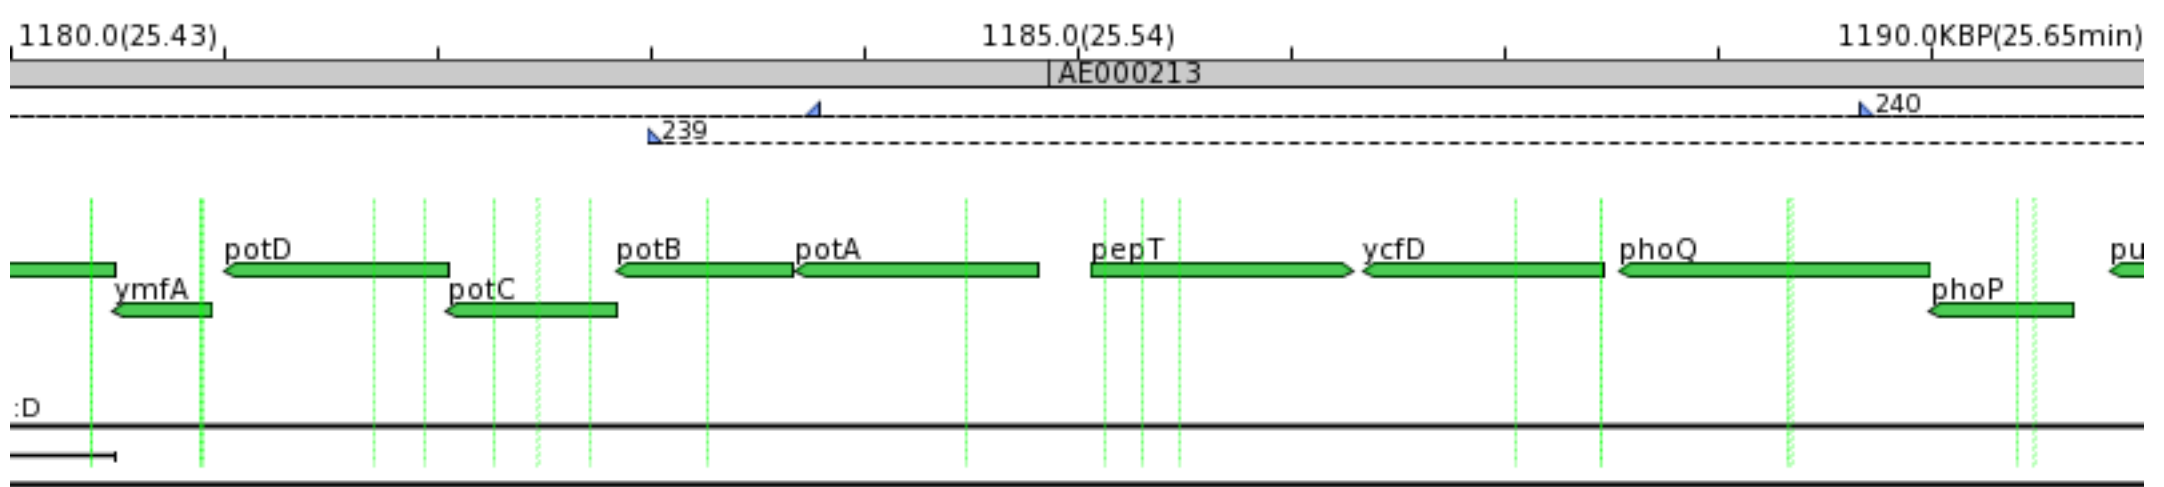 1180.0(25.43) 1185.0(25.54) 1190.0KBP(25.65min)
AE000213
240
239
potD potB potA pepT ycfD phoQ pu
ymfA potC phoP
:D